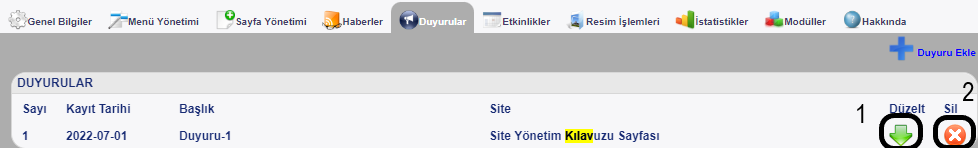 Genel Bilgiler Menü Yönetimi Sayfa Yönetimi Haberler Duyurular Etkinlikler Resim İşlemleri İstatistikler Modüller Hakkında
Duyuru Ekle
DUYURULAR
2
Sayı Kayıt Tarihi Başlık Site 1 Düzelt Sil
1 2022-07-01 Duyuru-1 Site Yönetim Kılavuzu Sayfası